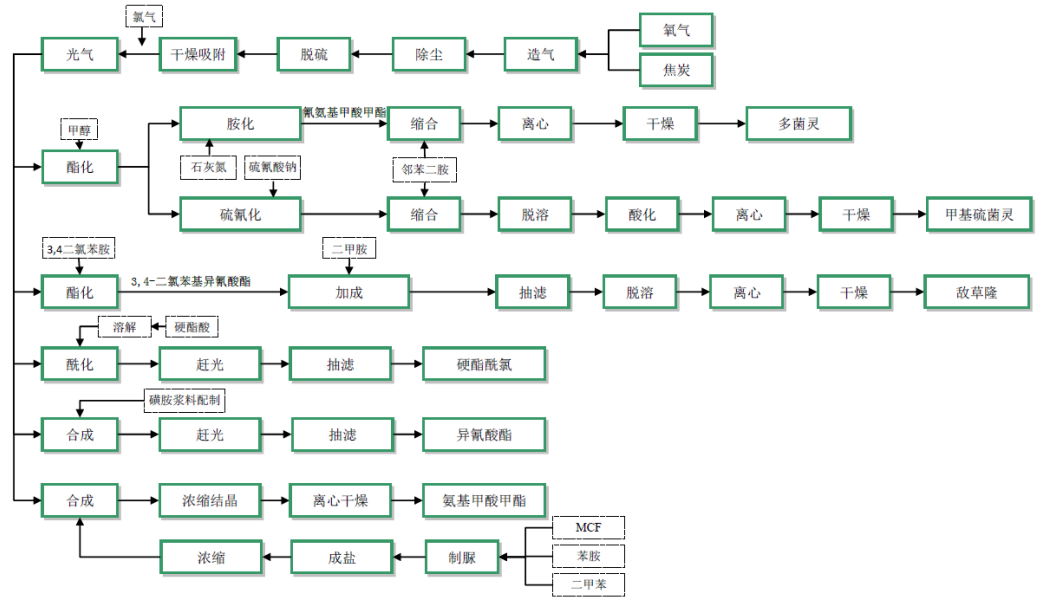 氯气
氧气
光气
干燥吸附
脱硫
除尘
造气
焦炭
甲醇
胺化
氰氨基甲酸甲酯
缩合
离心
干燥
多菌灵
酯化
石灰氮
硫氰酸钠
邻苯二胺
硫氰化
缩合
脱溶
酸化
离心
干燥
甲基硫菌灵
3,4二氯苯胺
二甲胺
酯化
3, 4-二氯苯基异氰酸酯
加成
抽滤
脱溶
离心
干燥
敌草隆
溶解
硬酯酸
酰化
赶光
抽滤
硬酯酰氯
磺胺浆料配制
合成
赶光
抽滤
异氰酸酯
合成
浓缩结晶
离心干燥
氨基甲酸甲酯
MCF
浓缩
成盐
制脲
苯胺
二甲苯